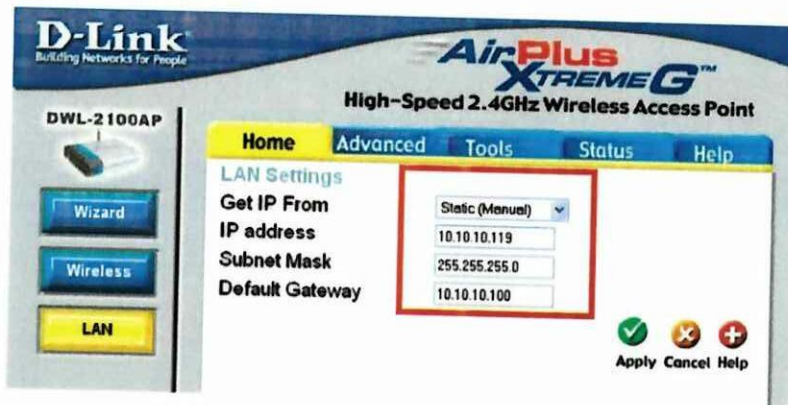 D-Link
Building Networks for People
AirPlus
XTREME G™
High-Speed 2.4GHz Wireless Access Point
DWL-2100AP
Home Advanced Tools Status Help
LAN Settings
Wizard
Get IP From Static (Manual)
IP address 10.10.10.119
Wireless
Subnet Mask 255.255.255.0
Default Gateway 10.10.10.100
LAN
Apply Cancel Help